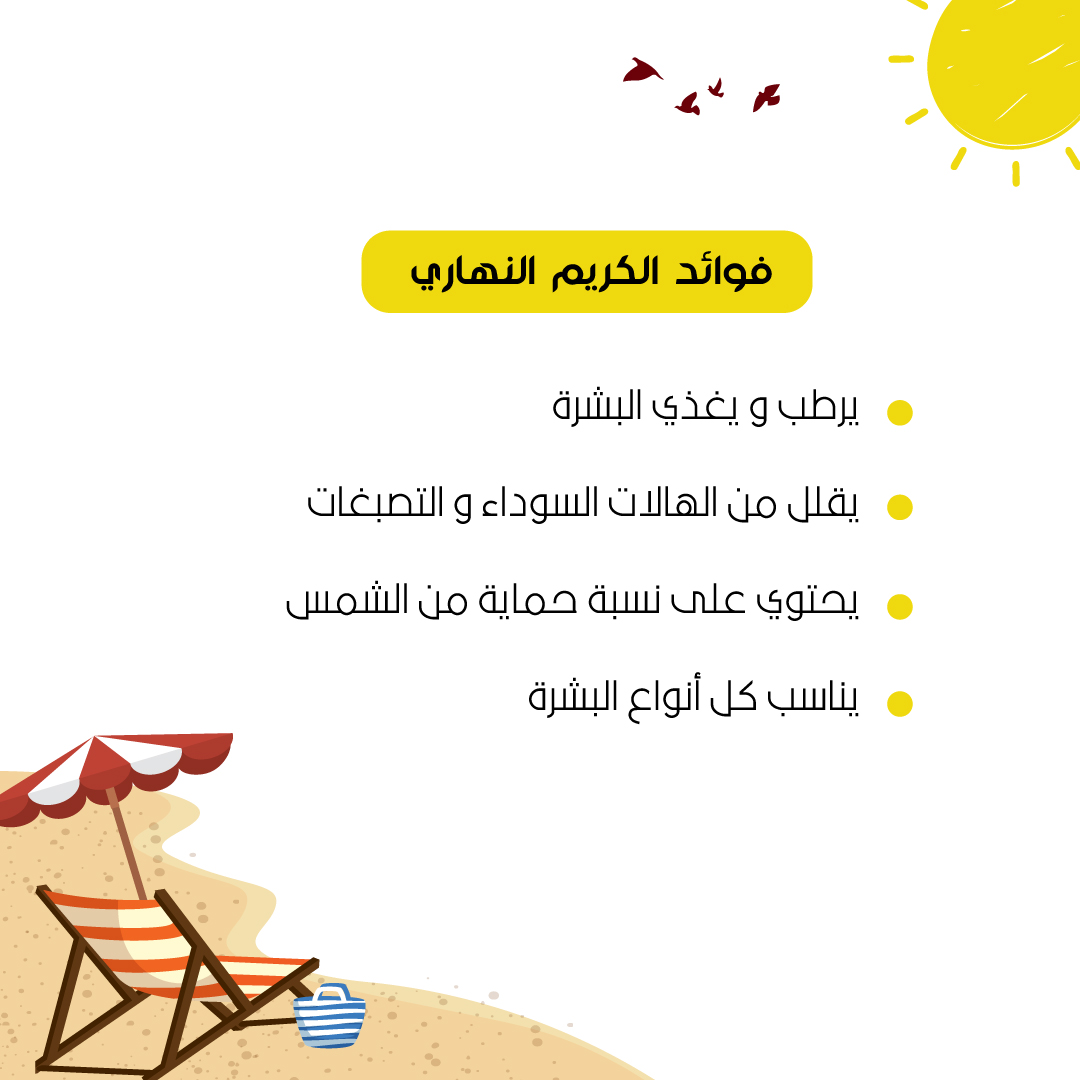 فوائد الكريم النهاري
يرطب و يغذي البشرة
يقلل من الهالات السوداء و التصبغات
يحتوي على نسبة حماية من الشمس
يناسب كل أنواع البشرة